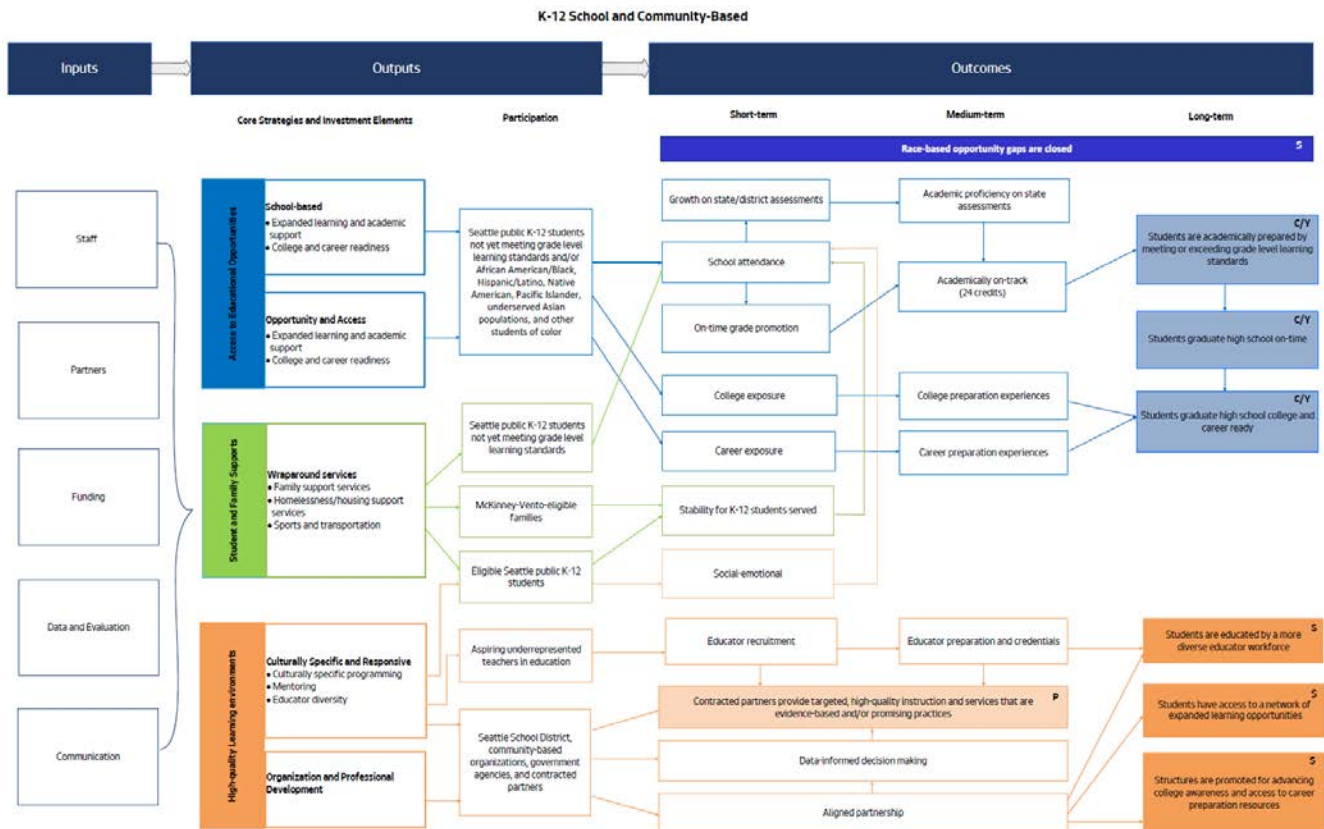 K-12 School and Community-Based
Inputs
Outputs
Outcomes
Core Strategies and Investment Elements
Participation
Short-term
Medium-term
Long-term
Race-based opportunity gaps are closed
S
Staff
Partners
Funding
Data and Evaluation
Communication
Access to Educational Opportunities
School-based
• Expanded learning and academic
support
• College and career readiness
Opportunity and Access
• Expanded learning and academic
support
• College and career readiness
Student and Family Supports
Wraparound services
• Family support services
• Homelessness/housing support
services
• Sports and transportation
High-quality Learning environments
Culturally Specific and Responsive
• Culturally specific programming
• Mentoring
• Educator diversity
Organization and Professional
Development
Seattle public K-12 students
not yet meeting grade level
learning standards and/or
African American/Black,
Hispanic/Latino, Native
American, Pacific Islander,
underserved Asian
populations, and other
students of color
Seattle public K-12 students
not yet meeting grade level
learning standards
McKinney-Vento-eligible
families
Eligible Seattle public K-12
students
Aspiring underrepresented
teachers in education
Seattle School District,
community-based
organizations, government
agencies, and contracted
partners
Growth on state/district assessments
School attendance
On-time grade promotion
College exposure
Career exposure
Stability for K-12 students served
Social-emotional
Educator recruitment
Academic proficiency on state
assessments
Academically on-track
(24 credits)
College preparation experiences
Career preparation experiences
Educator preparation and credentials
Contracted partners provide targeted, high-quality instruction and services that are
evidence-based and/or promising practices
P
Data-informed decision making
Aligned partnership
C/Y
Students are academically prepared by
meeting or exceeding grade level learning
standards
C/Y
Students graduate high school on-time
C/Y
Students graduate high school college and
career ready
S
Students are educated by a more
diverse educator workforce
S
Students have access to a network of
expanded learning opportunities
S
Structures are promoted for advancing
college awareness and access to career
preparation resources